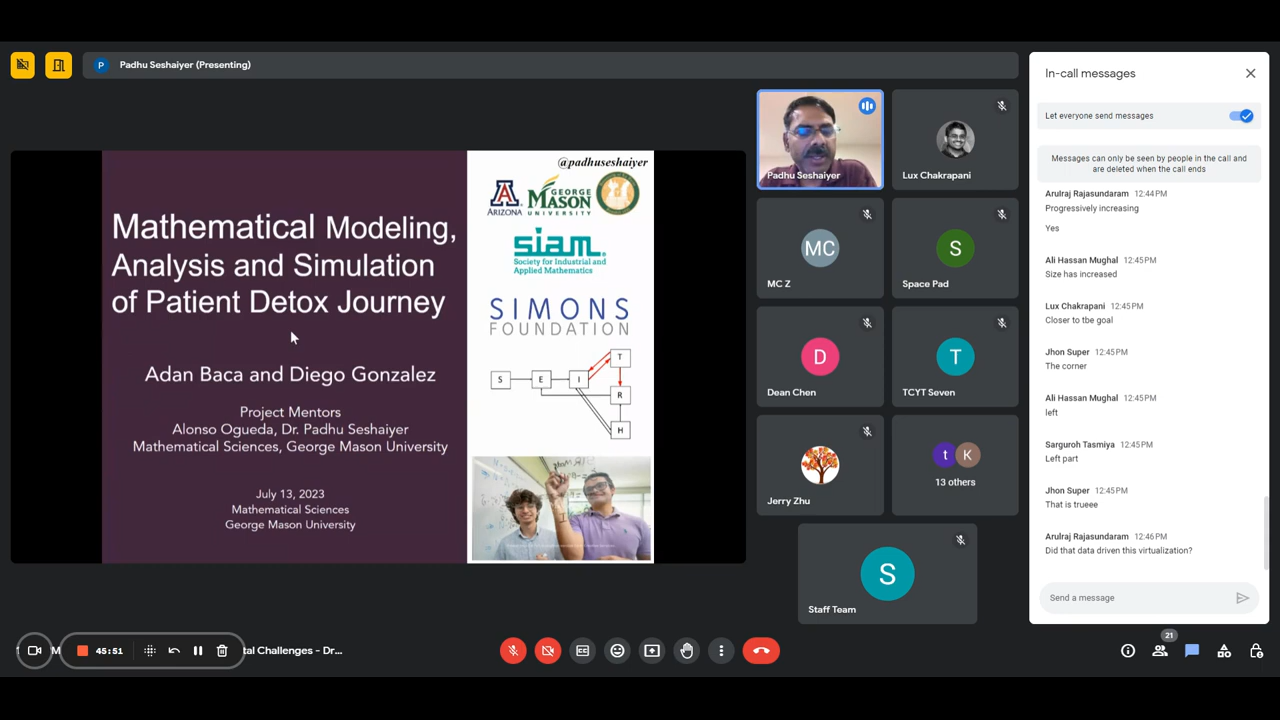 Padhu Seshaiyer (Presenting)
P
Mathematical Modeling,
Analysis and Simulation
of Patient Detox Journey
Adan Baca and Diego Gonzalez
Project Mentors
Alonso Ogueda, Dr. Padhu Seshaiyer
Mathematical Sciences, George Mason University
July 13, 2023
Mathematical Sciences
George Mason University
@padhuseshaiyer
ARIZONA
GEORGE
MASON
UNIVERSITY
siam
Society for Industrial and
Applied Mathematics
SIMONS
FOUNDATION
S E I T
R
H
Padhu Seshaiyer
Lux Chakrapani
MC
MC Z
S
Space Pad
D
Dean Chen
T
TCYT Seven
Jerry Zhu
t K
13 others
S
Staff Team
In-call messages
Let everyone send messages
Messages can only be seen by people in the call and
are deleted when the call ends
Arulraj Rajasundaram 12:44 PM
Progressively increasing
Yes
Ali Hassan Mughal 12:45 PM
Size has increased
Lux Chakrapani 12:45 PM
Closer to tbe goal
Jhon Super 12:45 PM
The corner
Ali Hassan Mughal 12:45 PM
left
Sarguroh Tasmiya 12:45 PM
Left part
Jhon Super 12:45 PM
That is trueee
Arulraj Rajasundaram 12:46 PM
Did that data driven this virtualization?
Send a message
45:51
tal Challenges - Dr...
21